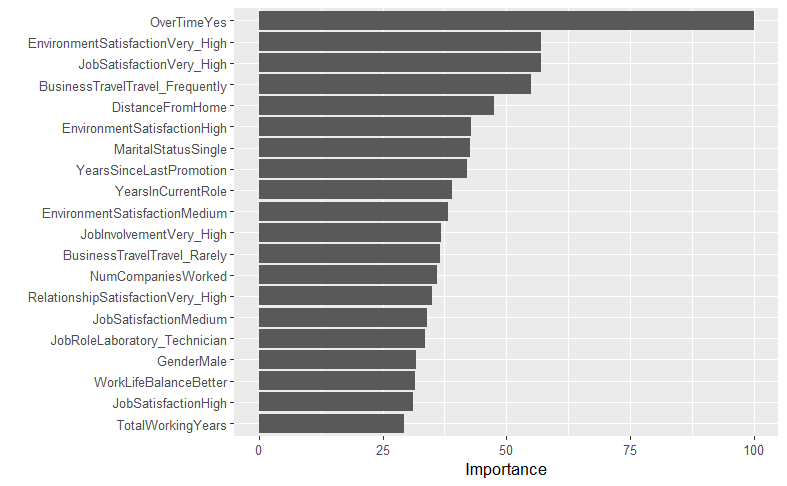 OverTimeYes
EnvironmentSatisfactionVery_High
JobSatisfactionVery_High
BusinessTravelTravel_Frequently
DistanceFromHome
EnvironmentSatisfactionHigh
MaritalStatusSingle
YearsSinceLastPromotion
YearsInCurrentRole
EnvironmentSatisfactionMedium
JobInvolvementVery_High
BusinessTravelTravel_Rarely
NumCompaniesWorked
RelationshipSatisfactionVery_High
JobSatisfactionMedium
JobRoleLaboratory_Technician
GenderMale
WorkLifeBalanceBetter
JobSatisfactionHigh
TotalWorkingYears
0 25 50 75 100
Importance